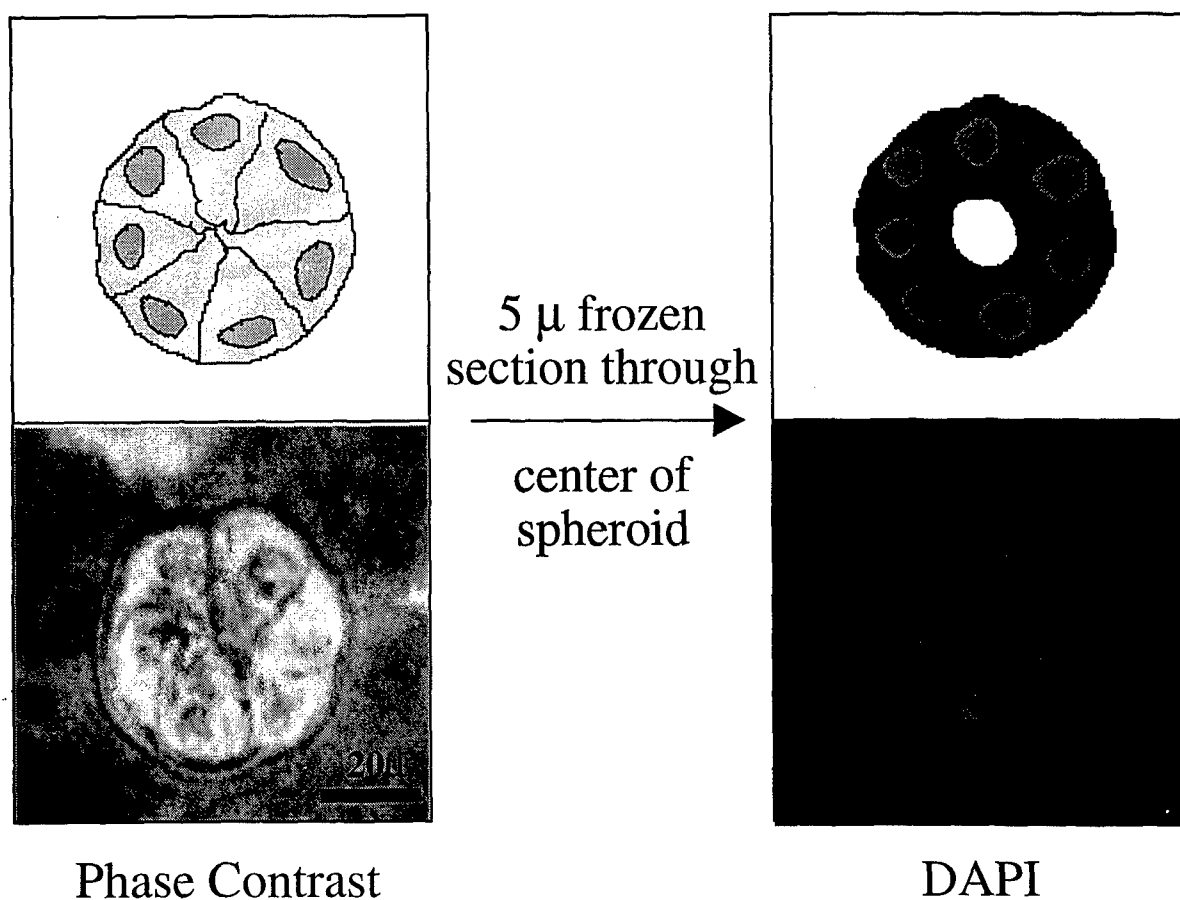 5 μ frozen
section through
center of
spheroid
20μ
Phase Contrast
DAPI